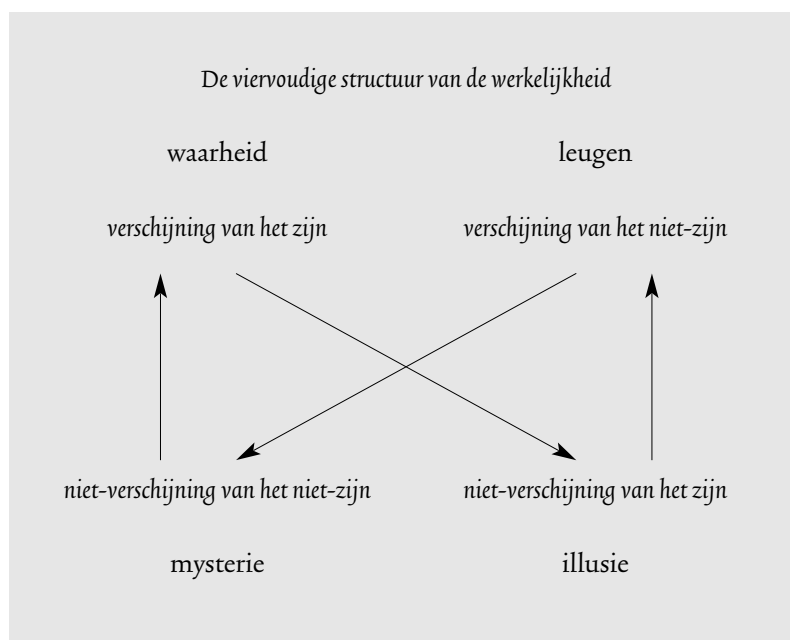 De viervoudige structuur van de werkelijkheid
waarheid leugen
verschijning van het zijn verschijning van het niet-zijn
niet-verschijning van het niet-zijn niet-verschijning van het zijn
mysterie illusie